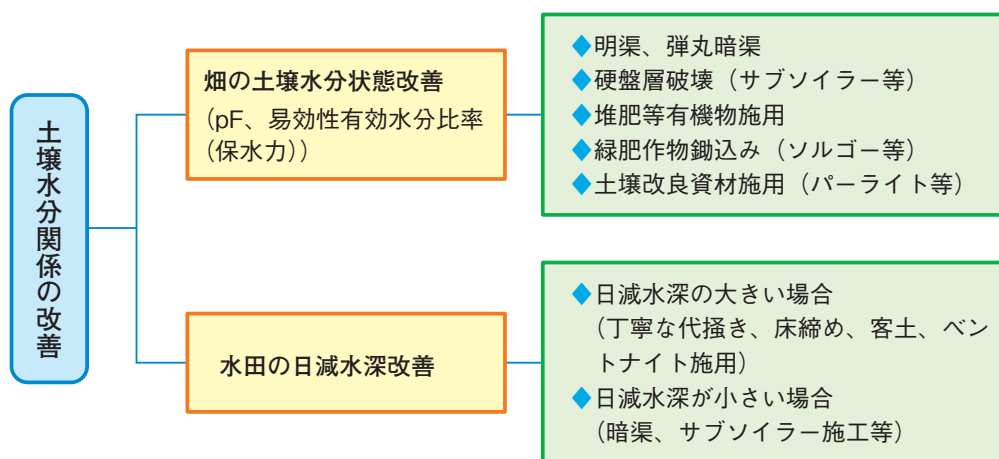 土壌水分関係の改善
畑の土壌水分状態改善
（pF、易効性有効水分比率
（保水力））
◆明渠、弾丸暗渠
◆硬盤層破壊（サブソイラー等）
◆堆肥等有機物施用
◆緑肥作物鋤込み（ソルゴー等）
◆土壌改良資材施用（パーライト等）
水田の日減水深改善
◆日減水深の大きい場合
（丁寧な代掻き、床締め、客土、ベン
トナイト施用）
◆日減水深が小さい場合
（暗渠、サブソイラー施工等）